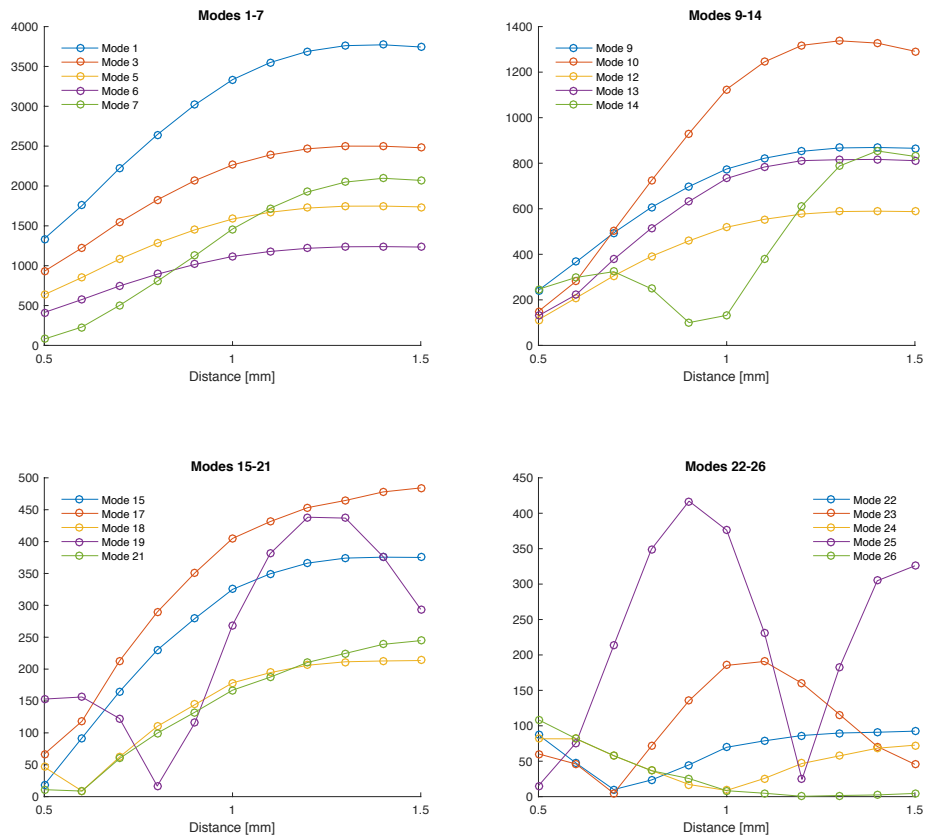 Modes 1-7
4000
3500
3000
2500
2000
1500
1000
500
0
Mode 1
Mode 3
Mode 5
Mode 6
Mode 7
0.5 1 1.5
Distance [mm]
Modes 9-14
1400
1200
1000
800
600
400
200
0
Mode 9
Mode 10
Mode 12
Mode 13
Mode 14
0.5 1 1.5
Distance [mm]
Modes 15-21
500
450
400
350
300
250
200
150
100
50
0
Mode 15
Mode 17
Mode 18
Mode 19
Mode 21
0.5 1 1.5
Distance [mm]
Modes 22-26
450
400
350
300
250
200
150
100
50
0
Mode 22
Mode 23
Mode 24
Mode 25
Mode 26
0.5 1 1.5
Distance [mm]